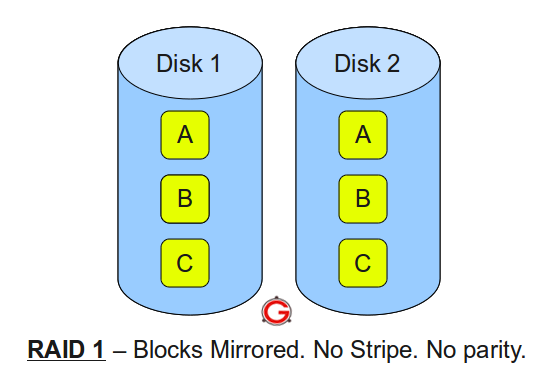 Disk 1 Disk 2
A A
B B
C C
G
RAID 1 – Blocks Mirrored. No Stripe. No parity.